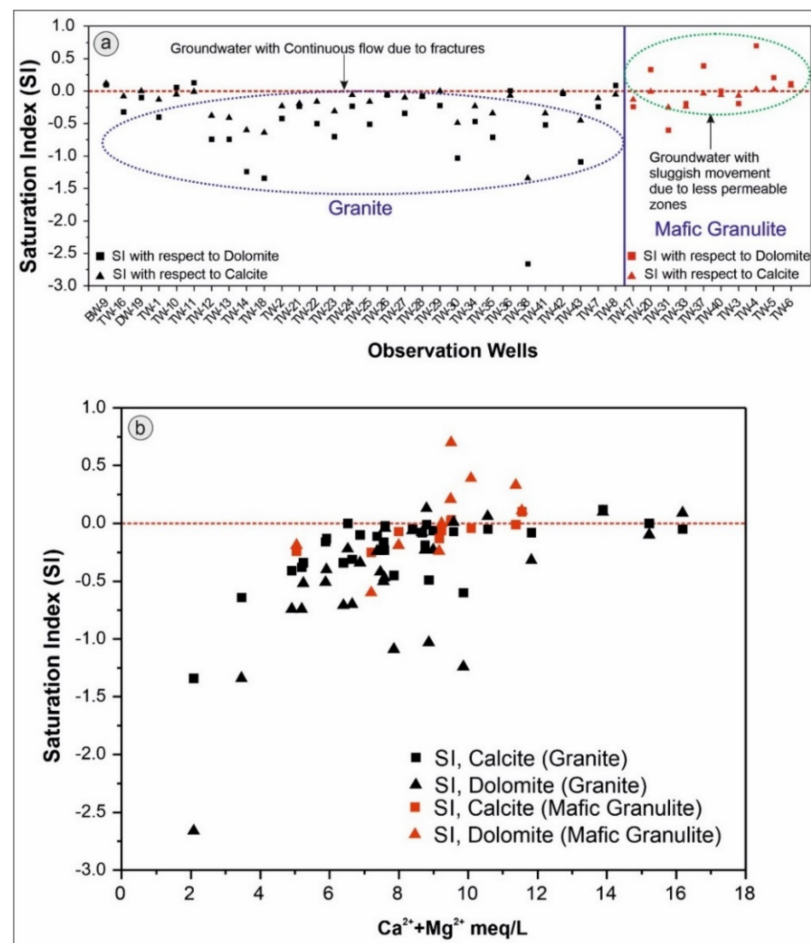 a
Groundwater with Continuous flow due to fractures
Saturation Index (SI)
1.0
0.5
0.0
-0.5
-1.0
-1.5
-2.0
-2.5
-3.0
Granite
Groundwater with
sluggish movement
due to less permeable
zones
Mafic Granulite
SI with respect to Dolomite
SI with respect to Calcite
SI with respect to Dolomite
SI with respect to Calcite
BW-9 TW-16 DW-19 TW-1 TW-10 TW-11 TW-12 TW-13 TW-14 TW-18 TW-2 TW-21 TW-22 TW-23 TW-24 TW-25 TW-26 TW-27 TW-28 TW-29 TW-30 TW-34 TW-35 TW-36 TW-38 TW-41 TW-42 TW-43 TW-7 TW-8 TW-17 TW-20 TW-31 TW-33 TW-37 TW-40 TW-3 TW-4 TW-5 TW-6
Observation Wells
b
Saturation Index (SI)
1.0
0.5
0.0
-0.5
-1.0
-1.5
-2.0
-2.5
-3.0
SI, Calcite (Granite)
SI, Dolomite (Granite)
SI, Calcite (Mafic Granulite)
SI, Dolomite (Mafic Granulite)
0 2 4 6 8 10 12 14 16 18
Ca²⁺+Mg²⁺ meq/L